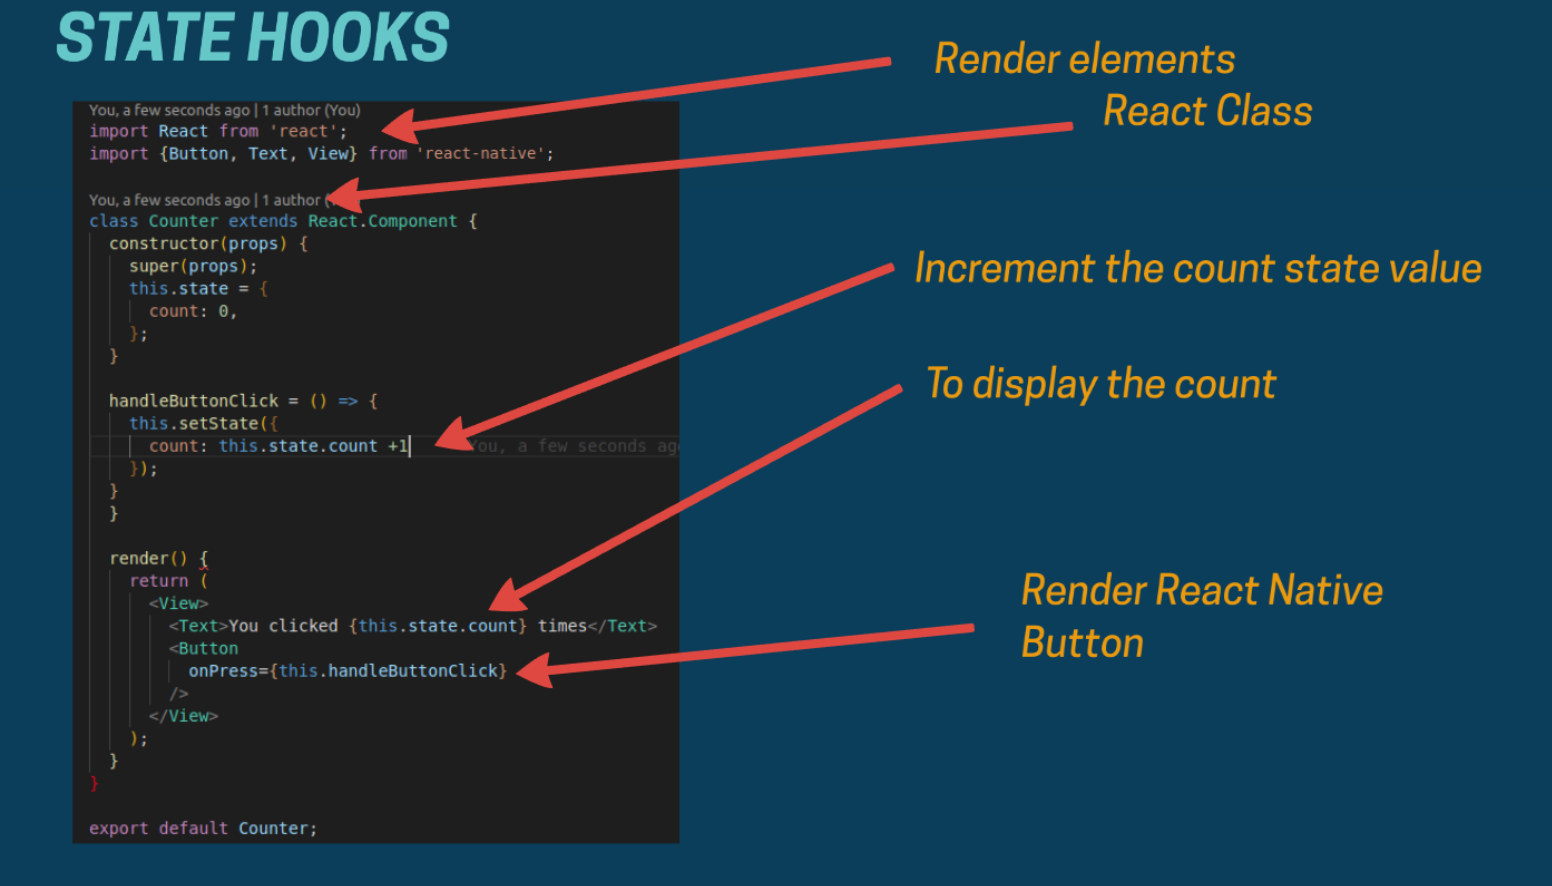 STATE HOOKS
Render elements
React Class
Increment the count state value
To display the count
Render React Native
Button
You, a few seconds ago | 1 author (You)
import React from 'react';
import {Button, Text, View} from 'react-native';
You, a few seconds ago | 1 author (
class Counter extends React.Component {
constructor(props) {
super(props);
this.state = {
count: 0,
};
}
handleButtonClick = () => {
this.setState({
count: this.state.count +1 You, a few seconds ag
});
}
}
render() {
return (
<View>
<Text>You clicked {this.state.count} times</Text>
<Button
onPress={this.handleButtonClick}
/>
</View>
);
}
}
export default Counter;